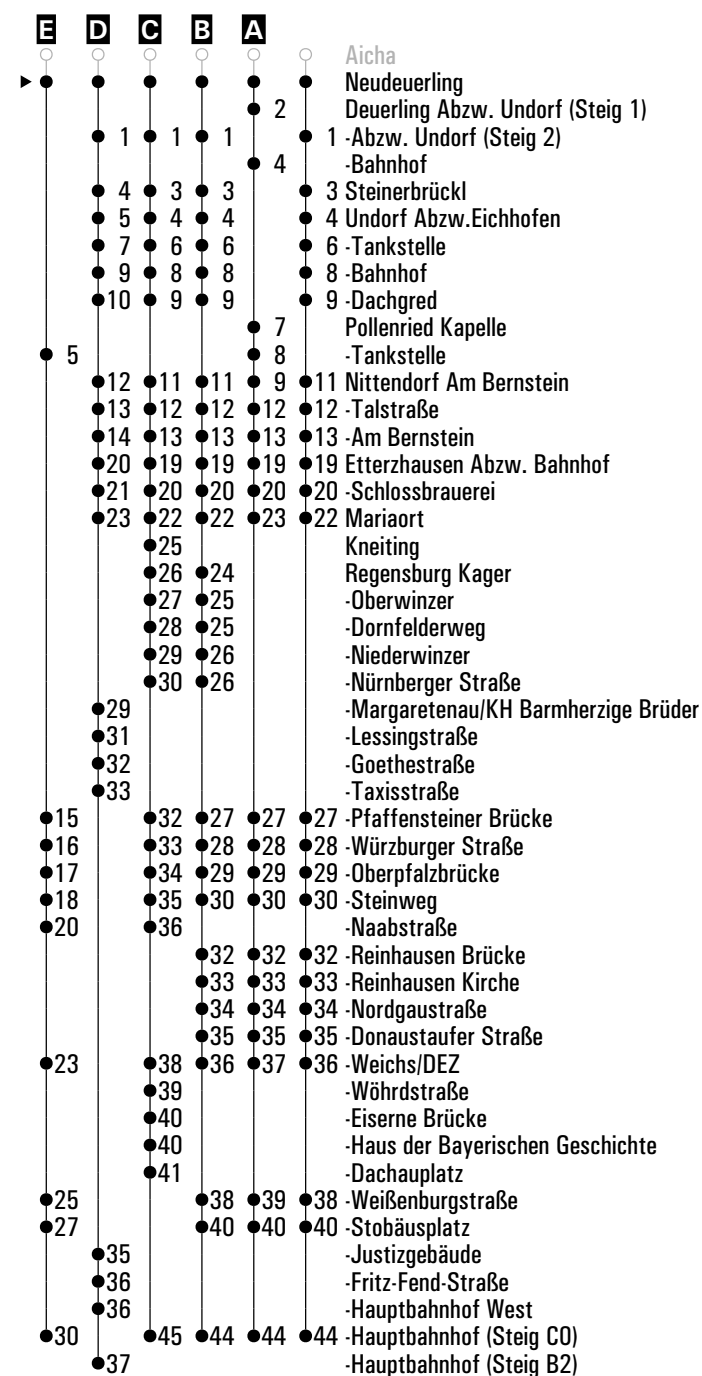 E D C B A
Aicha
Neudeuerling
2 Deuerling Abzw. Undorf (Steig 1)
1 1 1 1 -Abzw. Undorf (Steig 2)
4 -Bahnhof
4 3 3 3 Steinerbrückl
5 4 4 4 Undorf Abzw.Eichhofen
7 6 6 6 -Tankstelle
9 8 8 8 -Bahnhof
10 9 9 9 -Dachgred
7 Pollenried Kapelle
5 8 -Tankstelle
12 11 11 9 11 Nittendorf Am Bernstein
13 12 12 12 12 -Talstraße
14 13 13 13 13 -Am Bernstein
20 19 19 19 19 Etterzhausen Abzw. Bahnhof
21 20 20 20 20 -Schlossbrauerei
23 22 22 23 22 Mariaort
25 Kneiting
26 24 Regensburg Kager
27 25 -Oberwinzer
28 25 -Dornfelderweg
29 26 -Niederwinzer
30 26 -Nürnberger Straße
29 -Margaretenau/KH Barmherzige Brüder
31 -Lessingstraße
32 -Goethestraße
33 -Taxisstraße
15 32 27 27 27 -Pfaffensteiner Brücke
16 33 28 28 28 -Würzburger Straße
17 34 29 29 29 -Oberpfalzbrücke
18 35 30 30 30 -Steinweg
20 36 -Naabstraße
32 32 32 -Reinhausen Brücke
33 33 33 -Reinhausen Kirche
34 34 34 -Nordgaustraße
35 35 35 -Donaustaufer Straße
23 38 36 37 36 -Weichs/DEZ
39 -Wöhrdstraße
40 -Eiserne Brücke
40 -Haus der Bayerischen Geschichte
41 -Dachauplatz
25 38 39 38 -Weißenburgstraße
27 40 40 40 -Stobäusplatz
35 -Justizgebäude
36 -Fritz-Fend-Straße
36 -Hauptbahnhof West
30 45 44 44 44 -Hauptbahnhof (Steig C0)
37 -Hauptbahnhof (Steig B2)